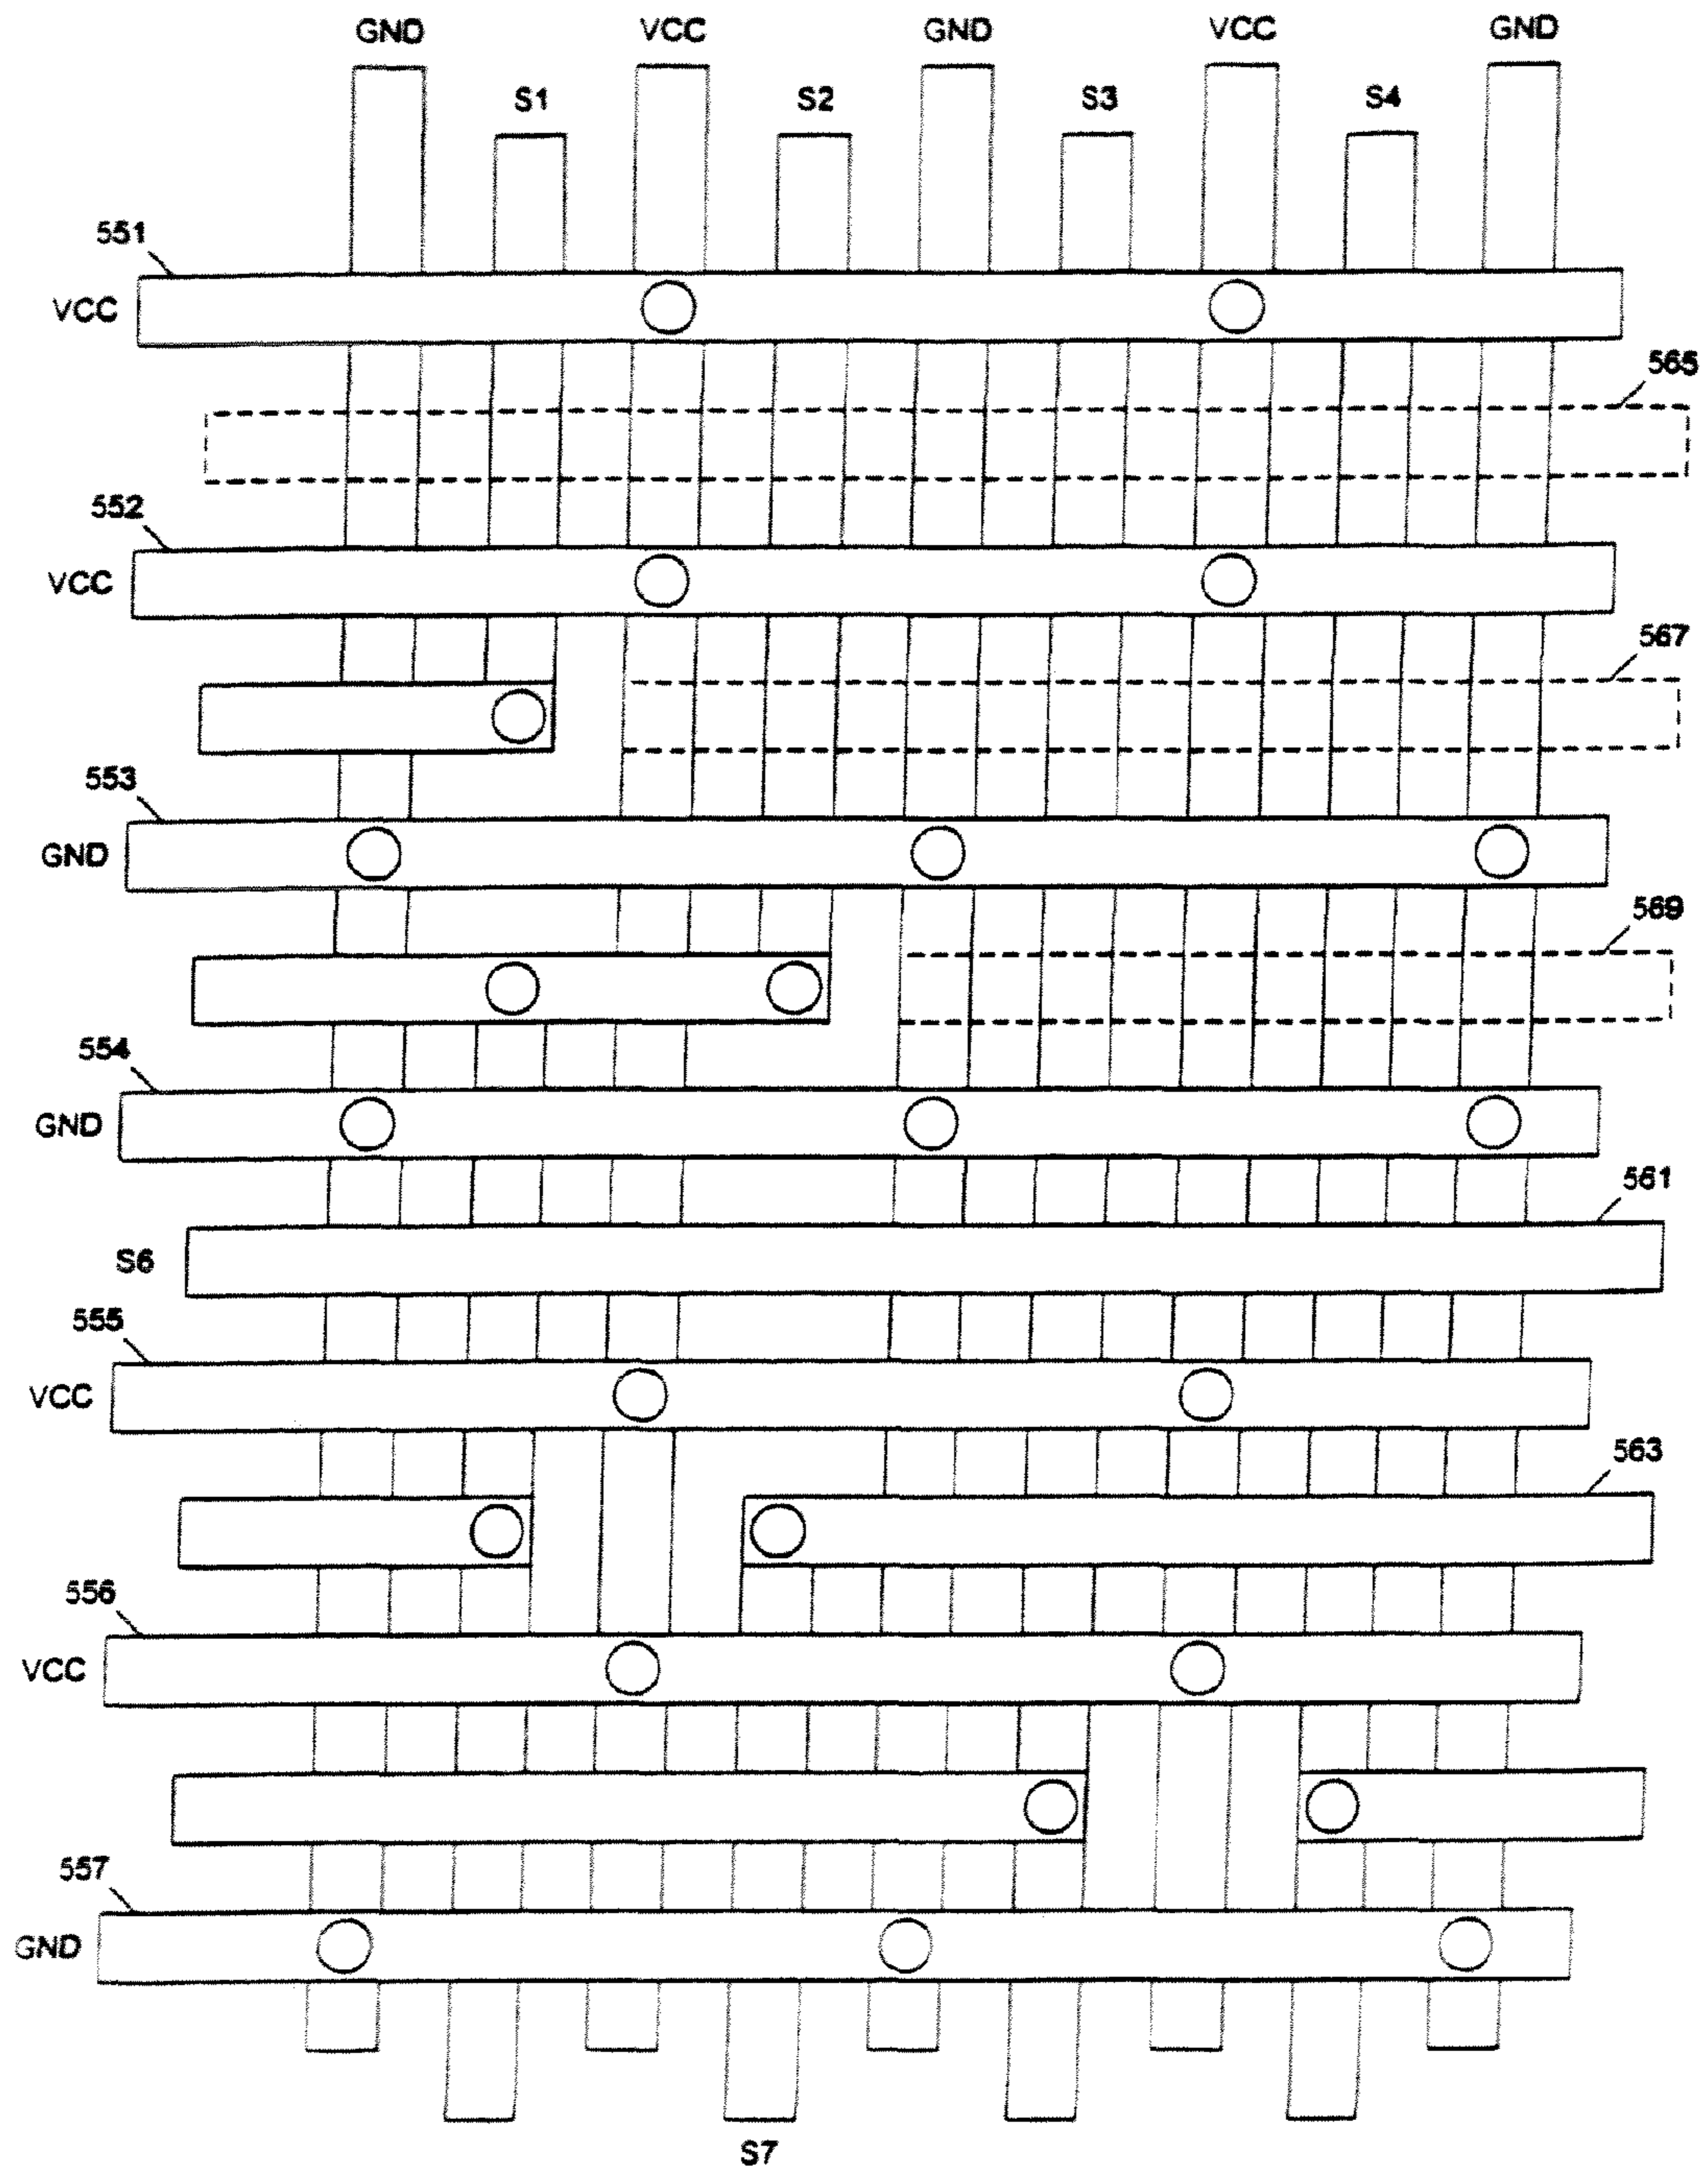 GND VCC GND VCC GND
S1 S2 S3 S4
551
VCC
565
552
VCC
567
553
GND
569
554
GND
561
S6
555
VCC
563
556
VCC
557
GND
S7